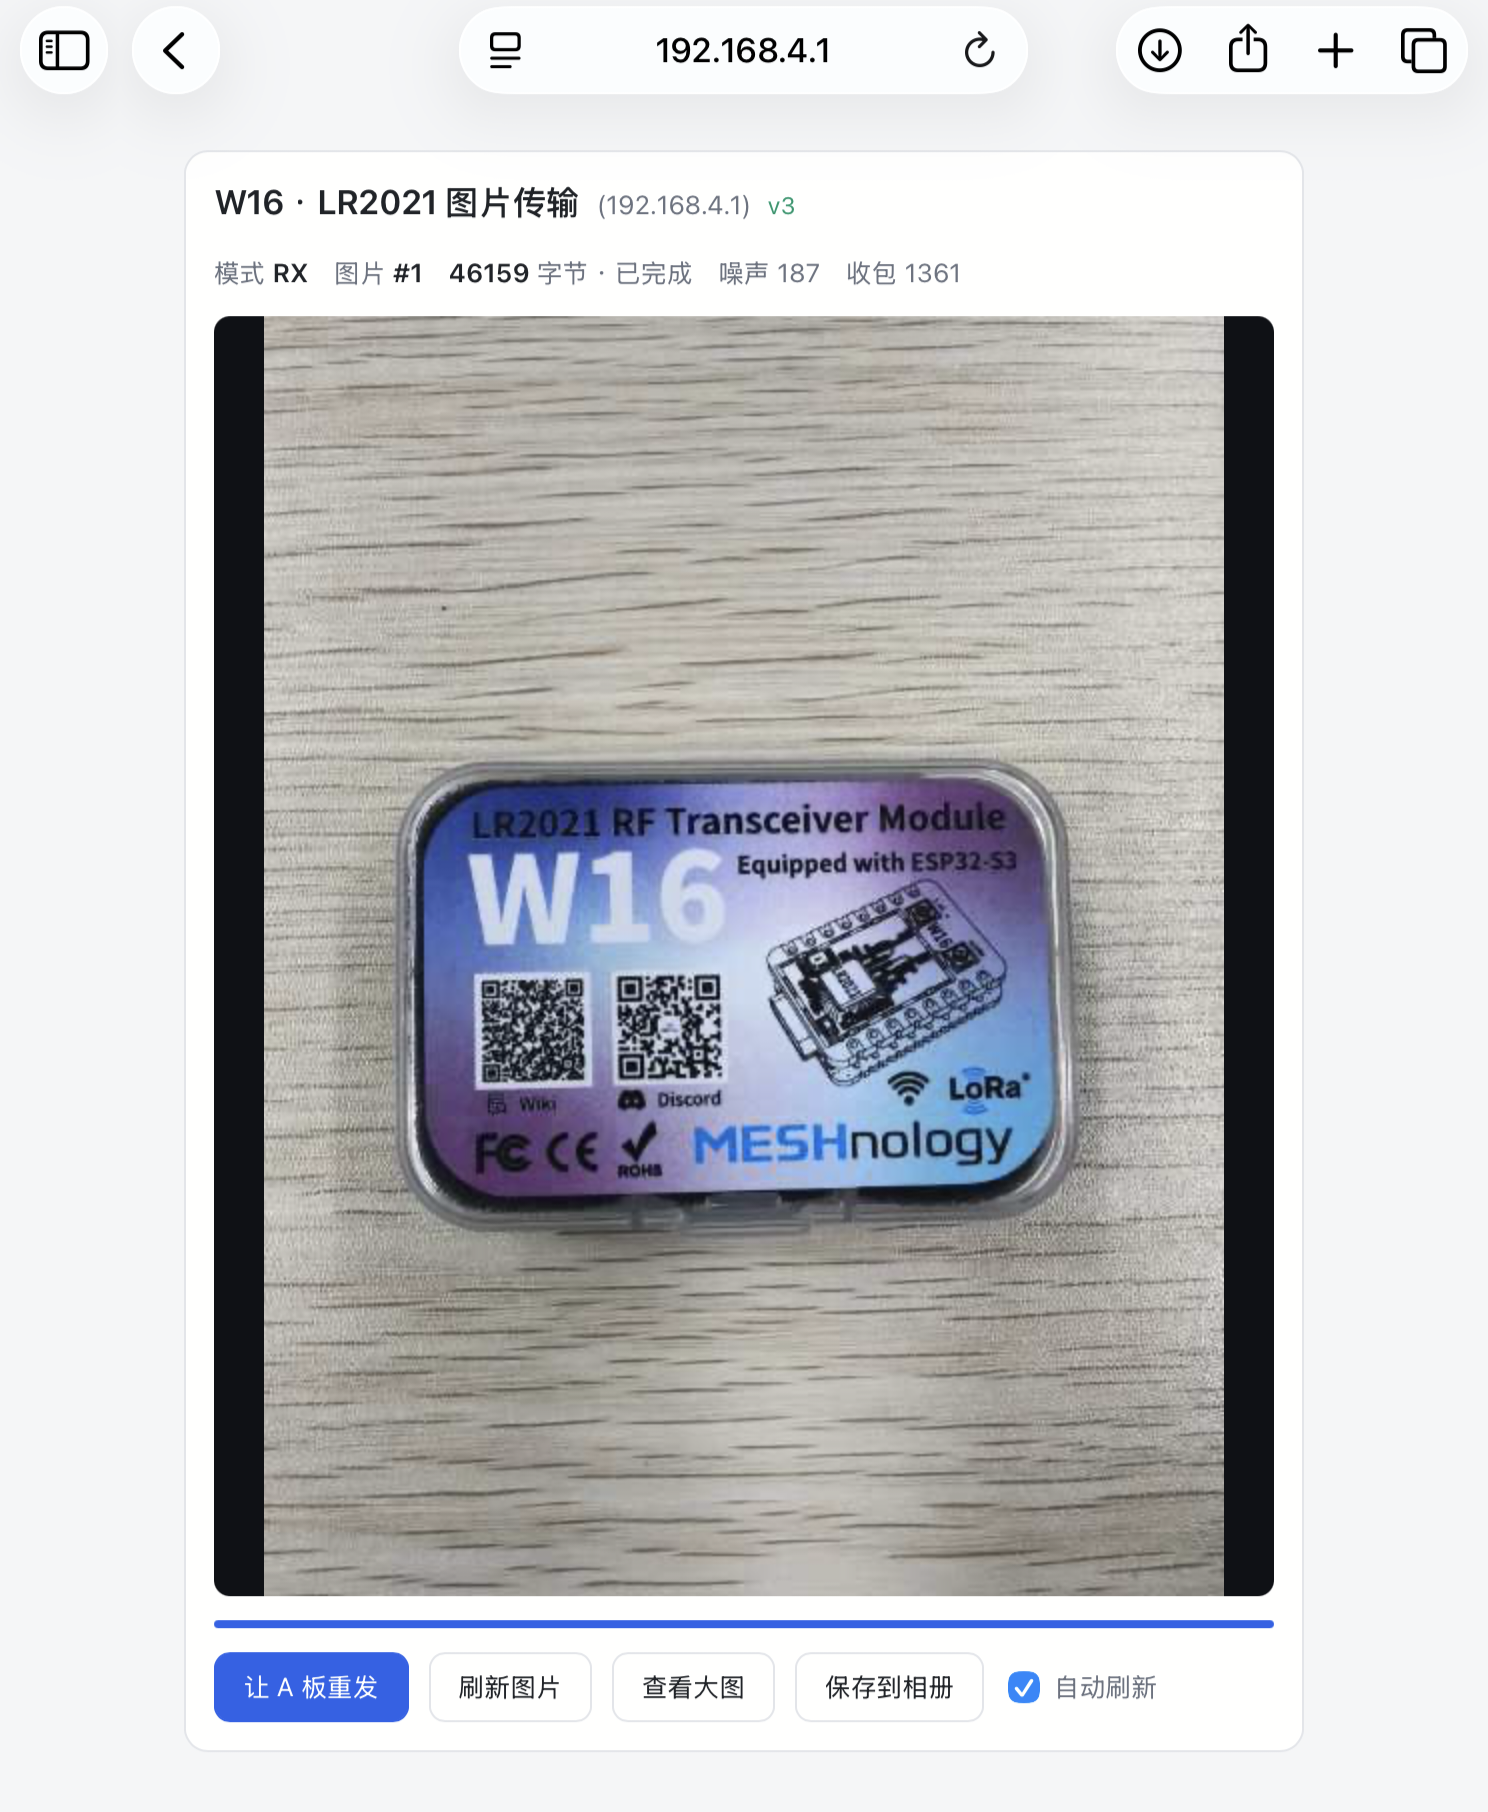 192.168.4.1
W16 · LR2021 图片传输 (192.168.4.1) v3
模式 RX 图片 #1 46159 字节 · 已完成 噪声 187 收包 1361
LR2021 RF Transceiver Module
W16 Equipped with ESP32-S3
W16
Wiki Discord
LoRa
FC CE ROHS MESHnology
让 A 板重发 刷新图片 查看大图 保存到相册 自动刷新